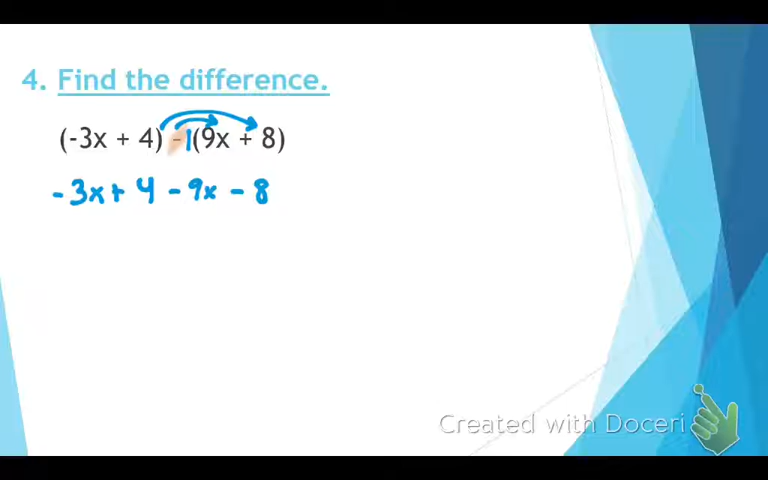 4. Find the difference.
(-3x + 4) -1(9x + 8)
-3x + 4 - 9x - 8
Created with Doceri